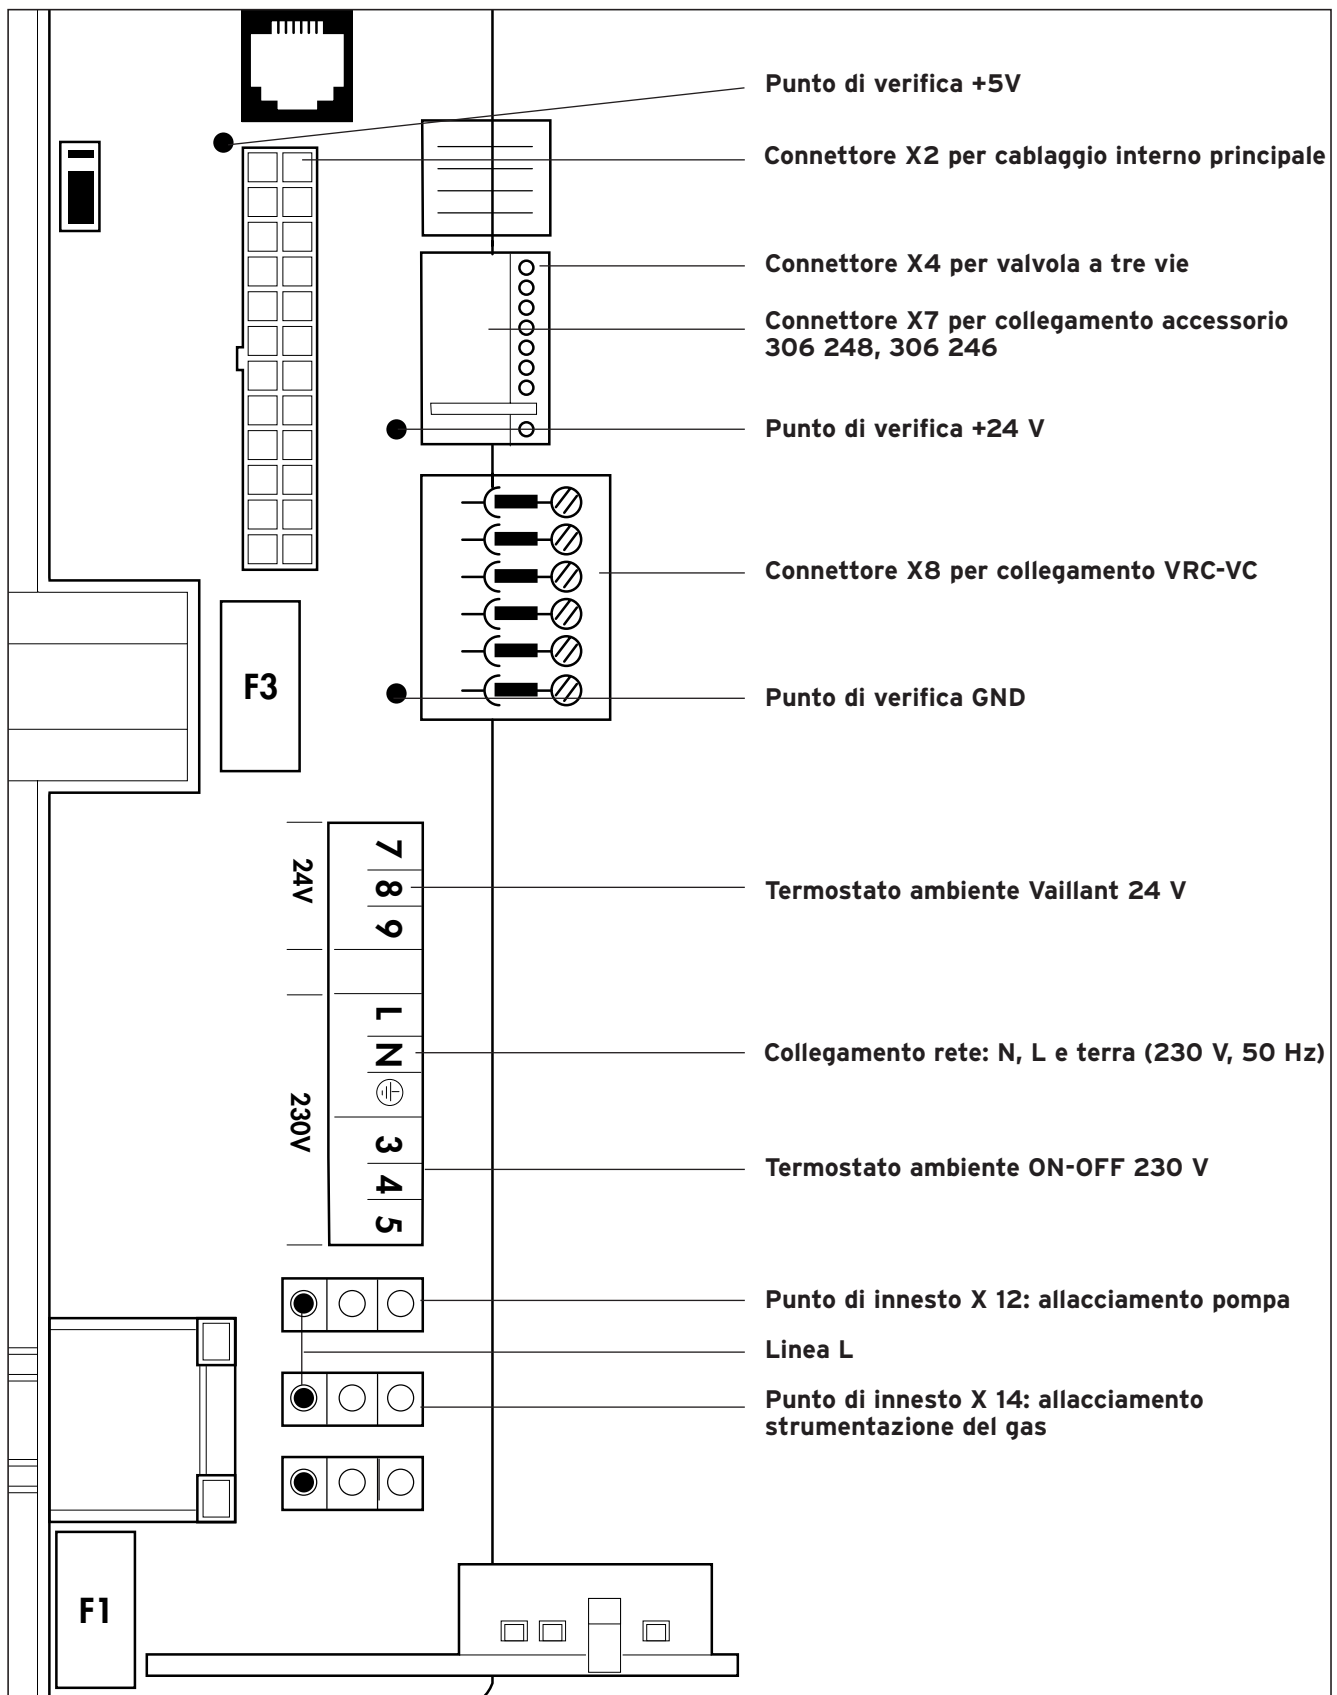 Punto di verifica +5V
Connettore X2 per cablaggio interno principale
Connettore X4 per valvola a tre vie
Connettore X7 per collegamento accessorio
306 248, 306 246
Punto di verifica +24 V
Connettore X8 per collegamento VRC-VC
F3
Punto di verifica GND
24V
7
8
9
Termostato ambiente Vaillant 24 V
230V
L
N
Collegamento rete: N, L e terra (230 V, 50 Hz)
3
4
5
Termostato ambiente ON-OFF 230 V
Punto di innesto X 12: allacciamento pompa
Linea L
Punto di innesto X 14: allacciamento
strumentazione del gas
F1